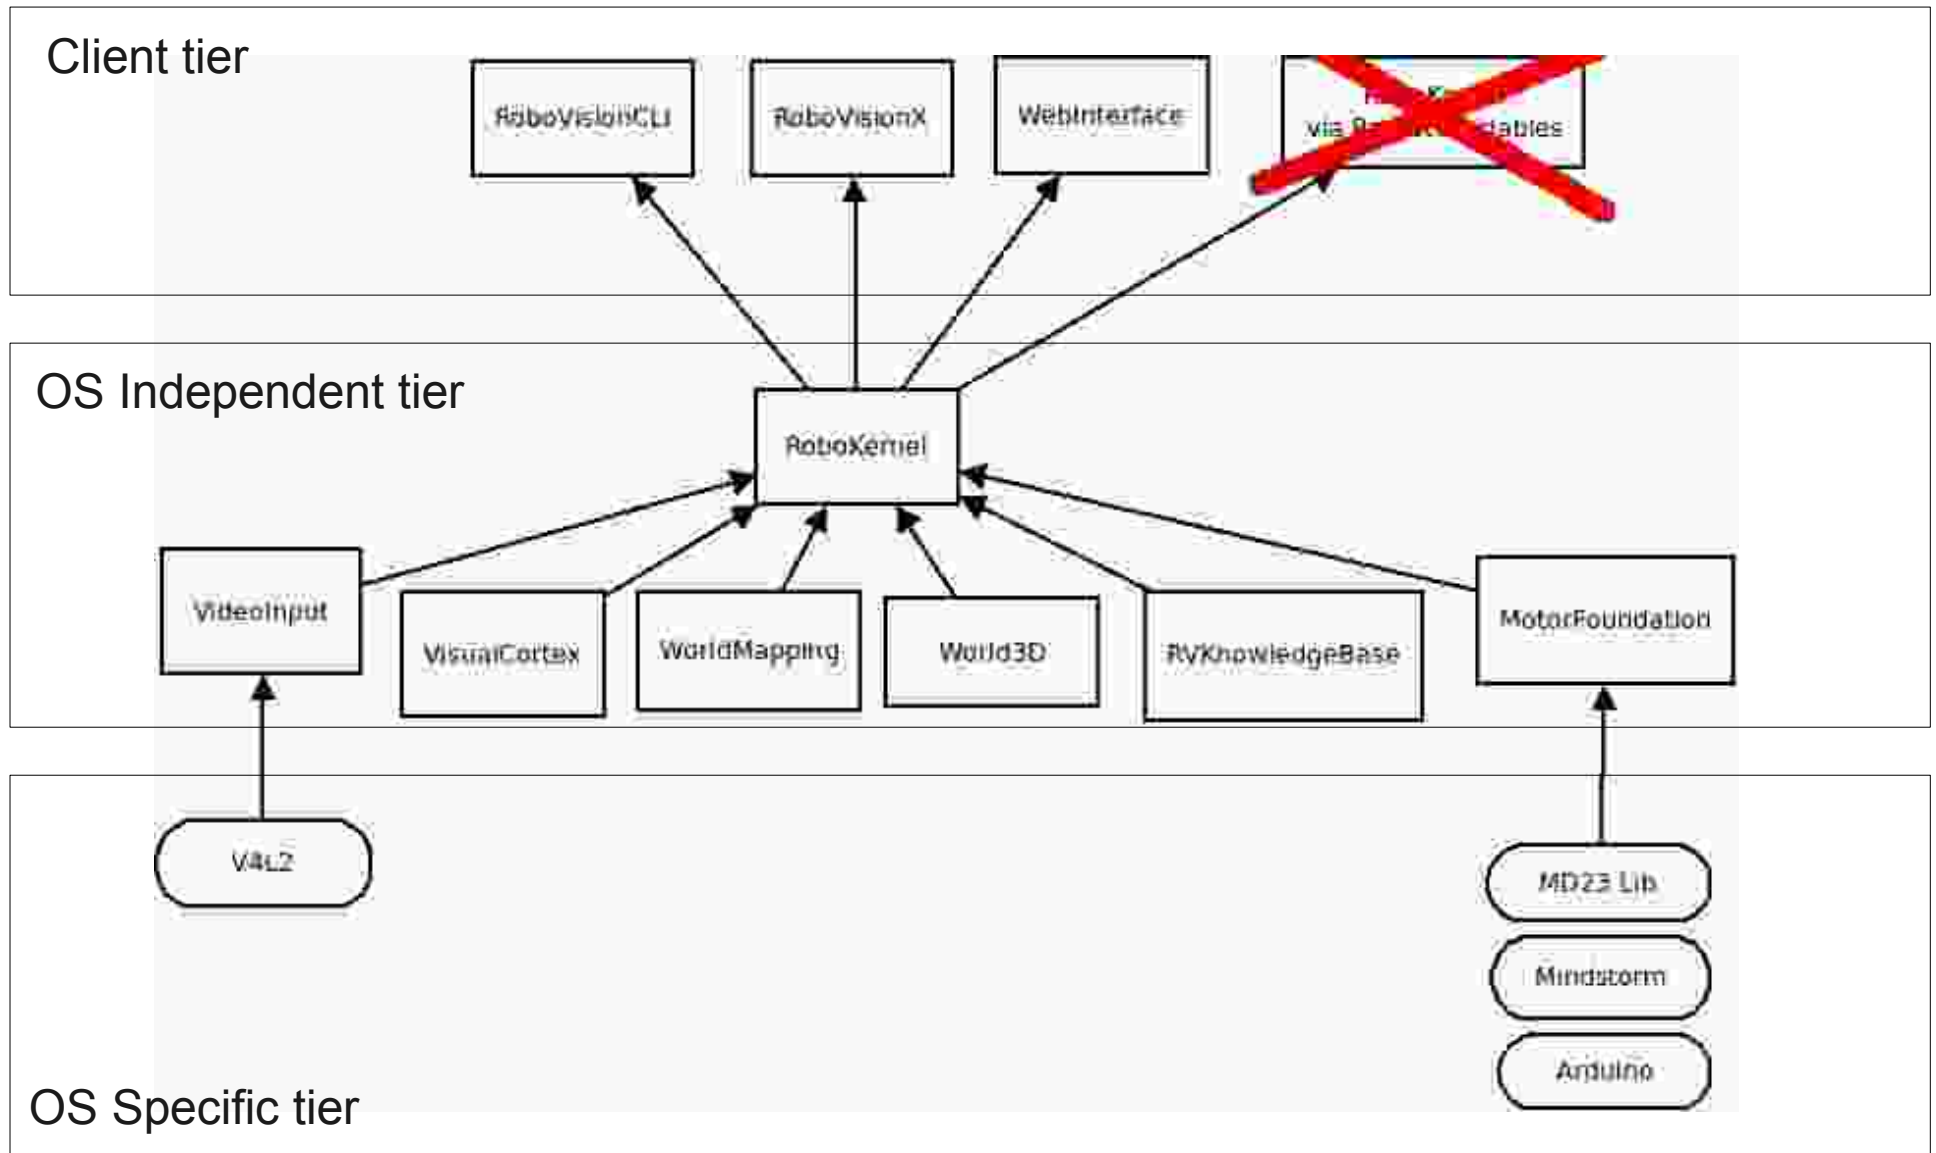 Client tier
RoboVisionCLI
RoboVisionX
WebInterface
via
OS Independent tier
RoboKernel
VideoInput
VisualCortex
WorldMapping
World3D
RVKnowledgeBase
MotorFoundation
V4L2
MD23 Lib
Mindstorm
Arduino
OS Specific tier